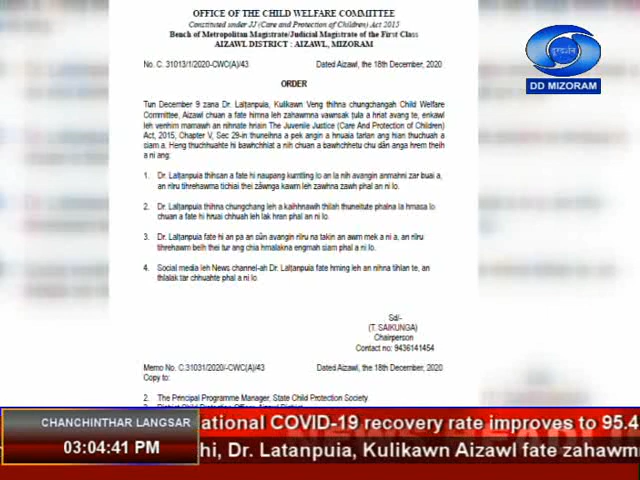 OFFICE OF THE CHILD WELFARE COMMITTEE
Constituted under JJ (Care and Protection of Children) Act 2015
Bench of Metropolitan Magistrate/Judicial Magistrate of the First Class
AIZAWL DISTRICT : AIZAWL, MIZORAM
No. C. 31013/1/2020-CWC(A)/43 Dated Aizawl, the 18th December, 2020
ORDER
Tun December 9 zana Dr. Laltanpuia, Kulikawn Veng thihna chungchangah Child Welfare
Committee, Aizawl chuan a fate himna leh zahawmna vawnsak tula a hriat avang te, enkawl
leh venhim mamawh an nihnate hriain The Juvenile Justice (Care And Protection of Children)
Act, 2015, Chapter V, Sec 29-in thuneihna a pek angin a hnuaia tarlan ang hian thuchhuah a
siam a. Heng thuchhuahte hi bawhchhiat a nih chuan a bawhchhetu chu dān anga hrem theih
a ni ang:
1. Dr. Laltanpuia thihsan a fate hi naupang kumtling lo an la nih avangin anmahni zar buai a,
an rilru tihrehawmna tichiai thei zâwnga kawm leh zawhna zawh phal an ni lo.
2. Dr. Laltanpuia thihna chungchang leh a kaihhnawih thilah thuneitute phalna la hmasa lo
chuan a fate hi hruai chhuah leh lak hran phal an ni lo.
3. Dr. Laltanpuia fate hi an pa an sûn avangin rilru na takin an awm mek a ni a, an rilru
tihrehawm beih thei tur ang chia hmalakna engmah siam phal a ni lo.
4. Social media leh News channel-ah Dr. Laltanpuia fate hming leh an nihna tihlan te, an
thlalak tar chhuahte phal a ni lo.
Sd/-
(T. SAIKUNGA)
Chairperson
Contact no: 9436141454
Memo No. C.31031/2020/-CWC(A)/43 Dated Aizawl, the 18th December, 2020
Copy to:
2. The Principal Programme Manager, State Child Protection Society.
DD MIZORAM
CHANCHINTHAR LANGSAR
ational COVID-19 recovery rate improves to 95.4
03:04:41 PM
hi, Dr. Latanpuia, Kulikawn Aizawl fate zahawm